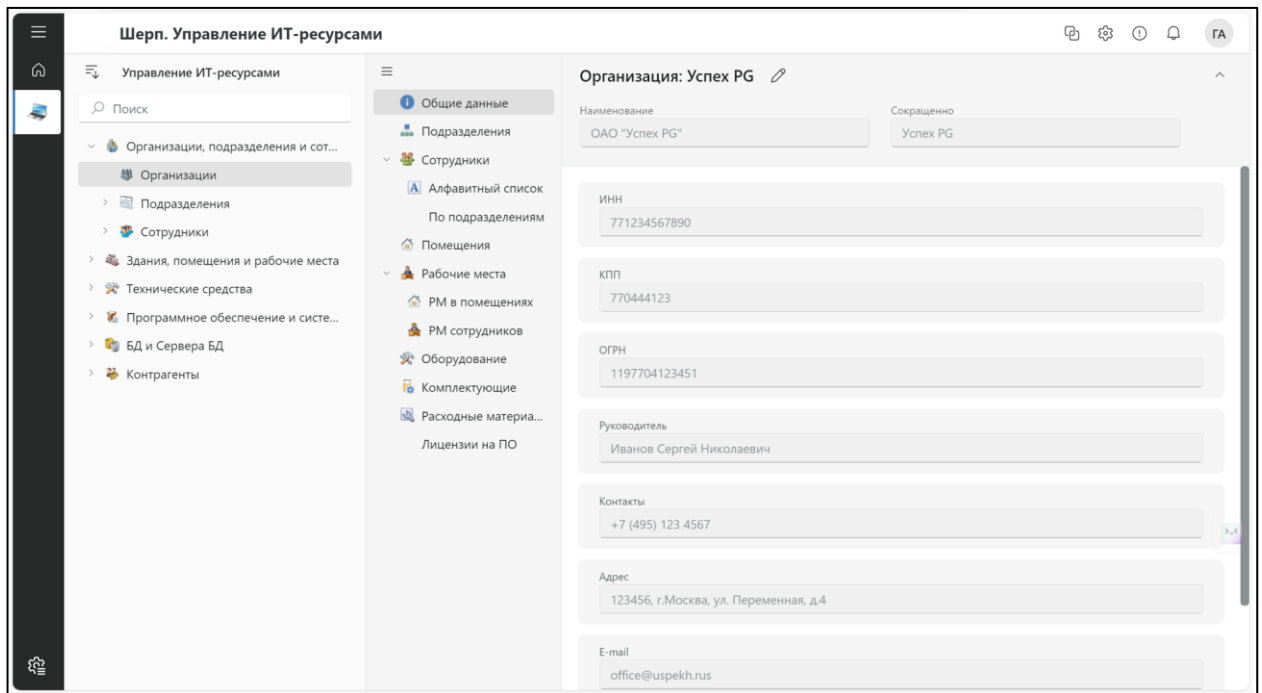 Шерп. Управление ИТ-ресурсами
ГА
Управление ИТ-ресурсами
Поиск
Организации, подразделения и сот...
Организации
Подразделения
Сотрудники
Здания, помещения и рабочие места
Технические средства
Программное обеспечение и систе...
БД и Сервера БД
Контрагенты
Общие данные
Подразделения
Сотрудники
Алфавитный список
По подразделениям
Помещения
Рабочие места
РМ в помещениях
РМ сотрудников
Оборудование
Комплектующие
Расходные материа...
Лицензии на ПО
Организация: Успех PG
Наименование
ОАО "Успех PG"
Сокращенно
Успех PG
ИНН
771234567890
КПП
770444123
ОГРН
1197704123451
Руководитель
Иванов Сергей Николаевич
Контакты
+7 (495) 123 4567
Адрес
123456, г.Москва, ул. Переменная, д.4
E-mail
office@uspekh.rus